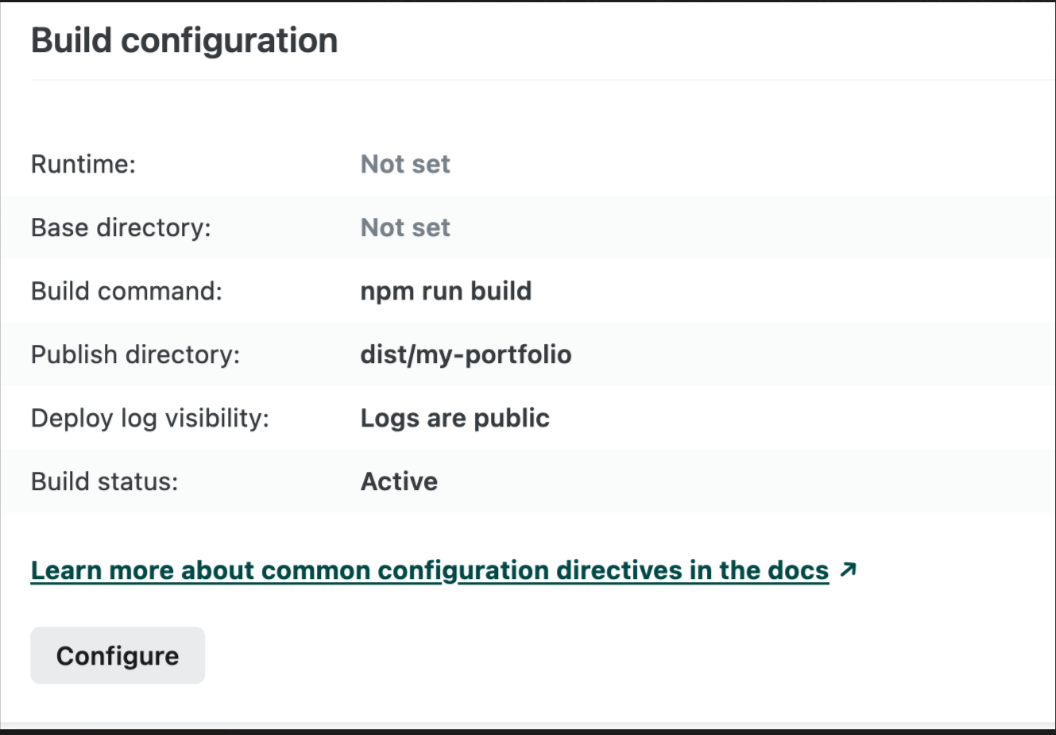 Build configuration
Runtime: Not set
Base directory: Not set
Build command: npm run build
Publish directory: dist/my-portfolio
Deploy log visibility: Logs are public
Build status: Active
Learn more about common configuration directives in the docs ↗
Configure